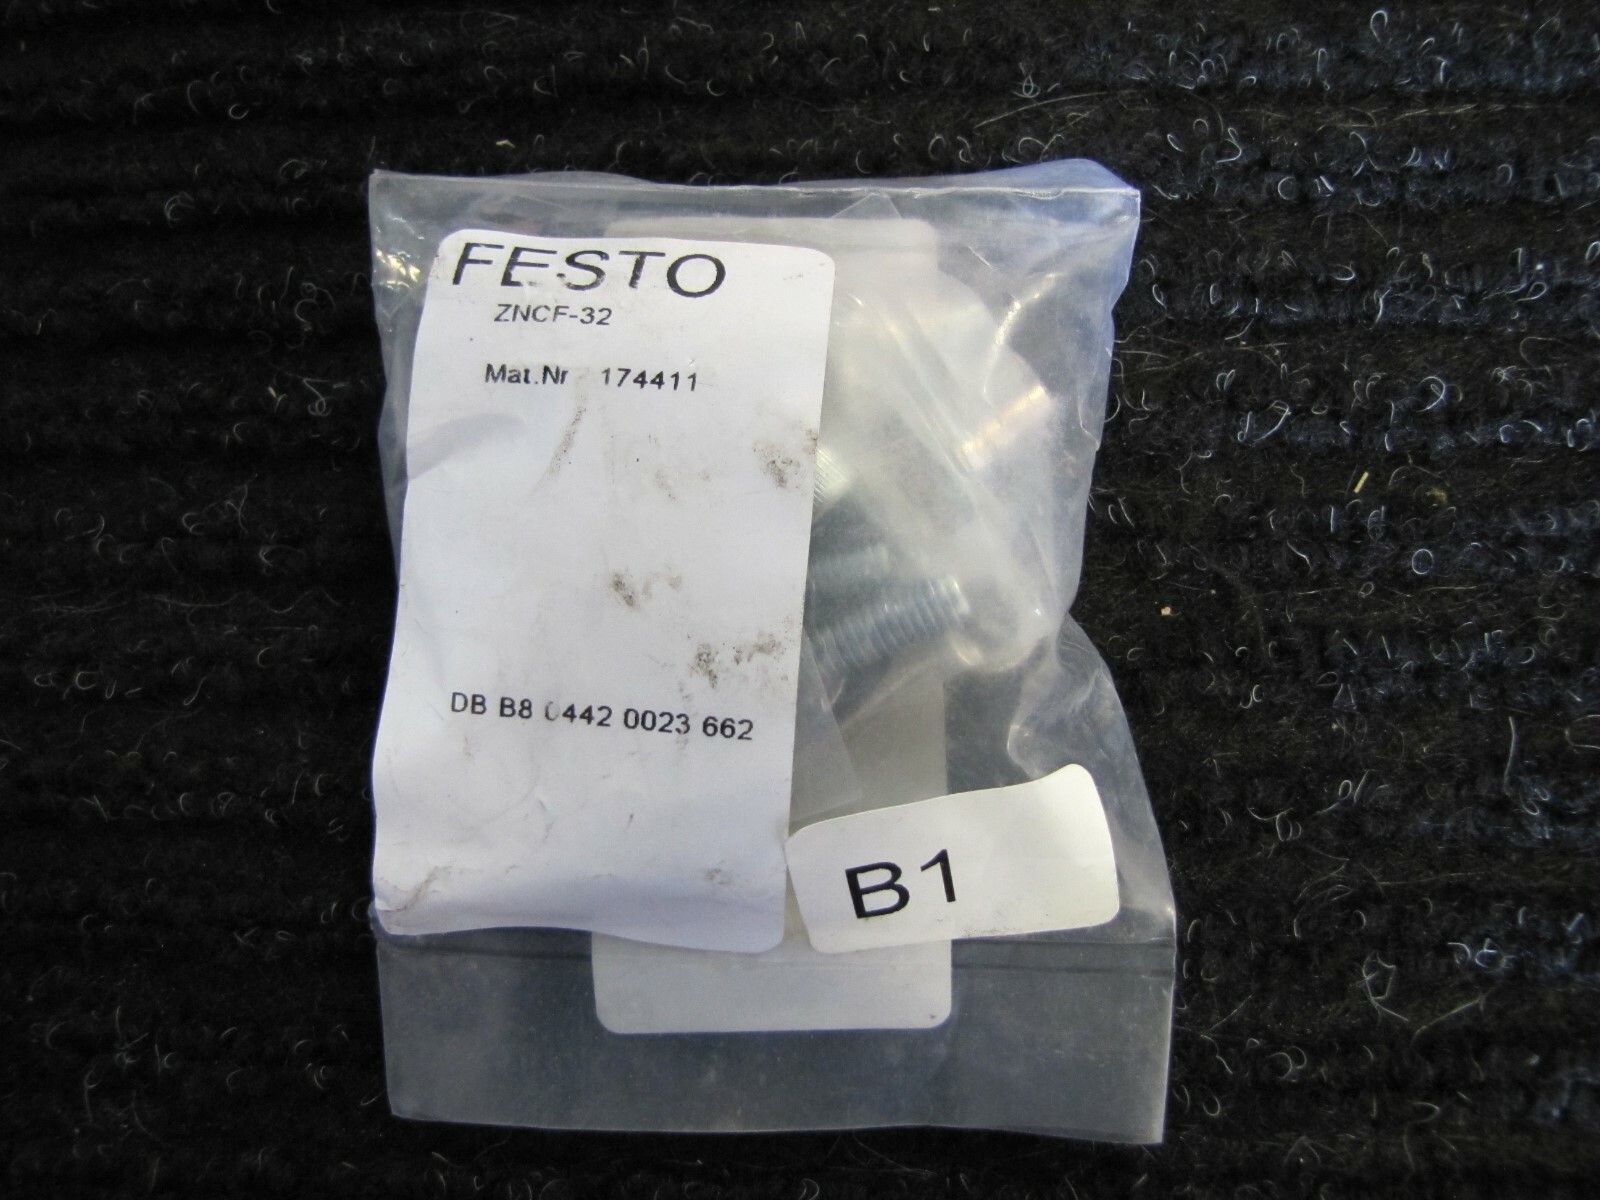 FESTO
ZNCF-32
Mat.Nr 174411
DB B8 0442 0023 662
B1